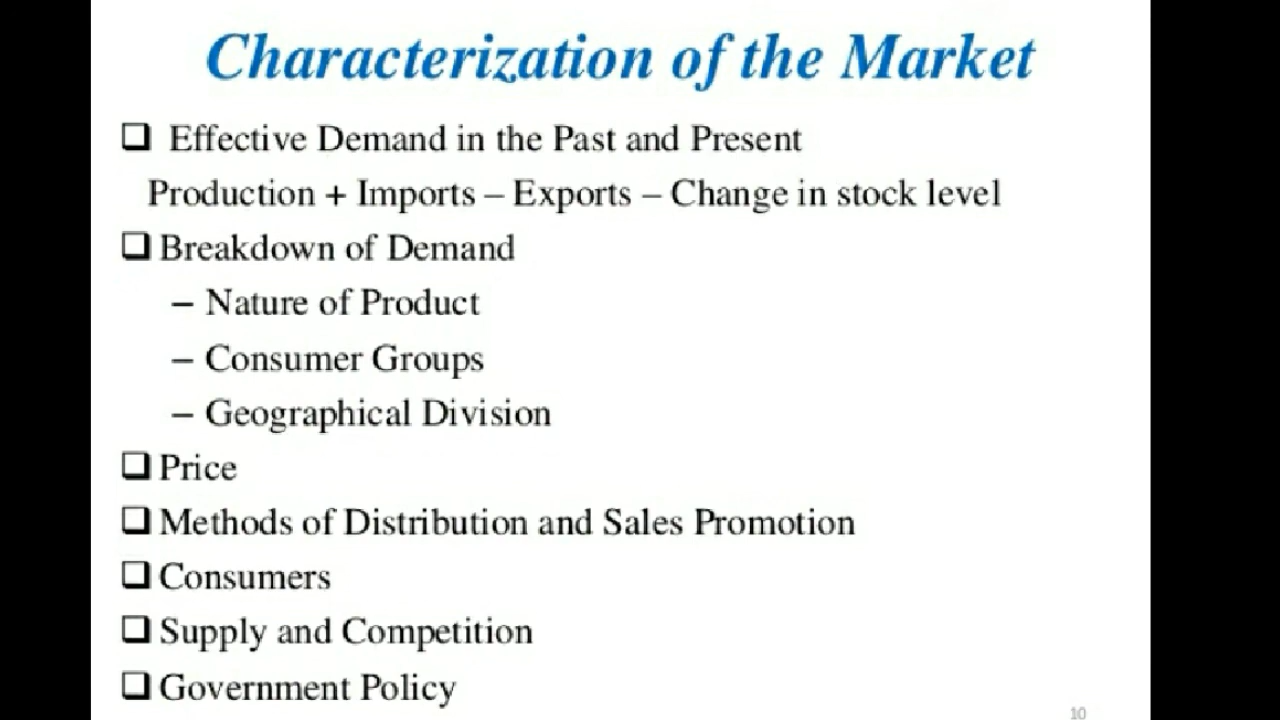 Characterization of the Market
❑ Effective Demand in the Past and Present
Production + Imports – Exports – Change in stock level
❑ Breakdown of Demand
– Nature of Product
– Consumer Groups
– Geographical Division
❑ Price
❑ Methods of Distribution and Sales Promotion
❑ Consumers
❑ Supply and Competition
❑ Government Policy
10